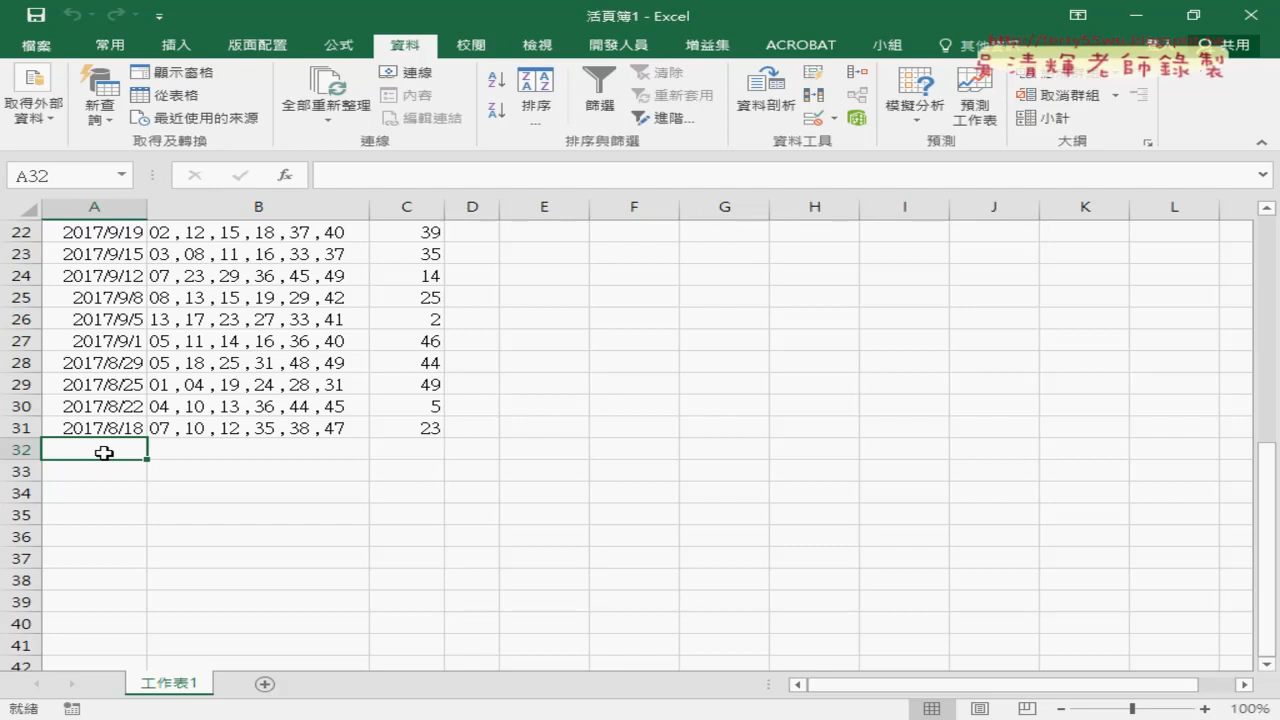 活頁簿1 - Excel
檔案 常用 插入 版面配置 公式 資料 校閱 檢視 開發人員 增益集 ACROBAT 小組 共用
吳清輝老師錄製
取得外部資料 新查詢 顯示窗格 從表格 最近使用的來源 全部重新整理 連線 內容 編輯連結 排序... 篩選 清除 重新套用 進階... 資料剖析 模擬分析 預測工作表 取消群組 小計
取得及轉換 連線 排序與篩選 資料工具 預測 大綱
A32 fx
A B C D E F G H I J K L
22 2017/9/19 02 , 12 , 15 , 18 , 37 , 40 39
23 2017/9/15 03 , 08 , 11 , 16 , 33 , 37 35
24 2017/9/12 07 , 23 , 29 , 36 , 45 , 49 14
25 2017/9/8 08 , 13 , 15 , 19 , 29 , 42 25
26 2017/9/5 13 , 17 , 23 , 27 , 33 , 41 2
27 2017/9/1 05 , 11 , 14 , 16 , 36 , 40 46
28 2017/8/29 05 , 18 , 25 , 31 , 48 , 49 44
29 2017/8/25 01 , 04 , 19 , 24 , 28 , 31 49
30 2017/8/22 04 , 10 , 13 , 36 , 44 , 45 5
31 2017/8/18 07 , 10 , 12 , 35 , 38 , 47 23
32
33
34
35
36
37
38
39
40
41
42
工作表1
就緒 100%